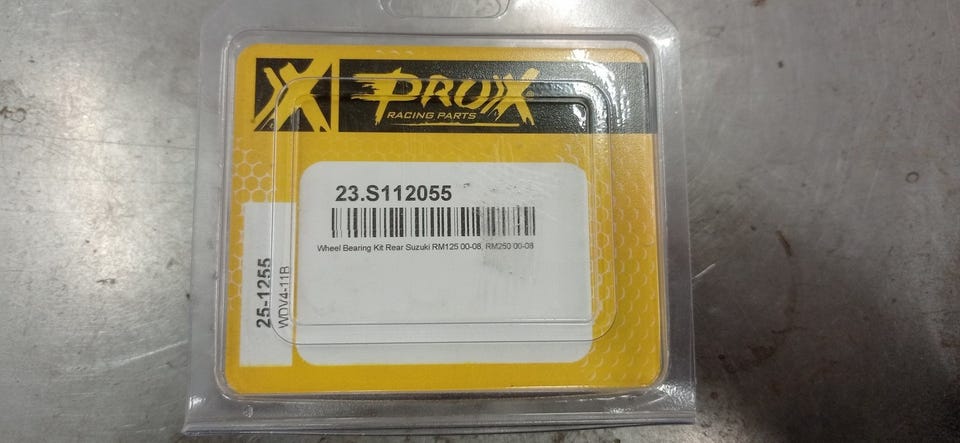 PROX
RACING PARTS
23.S112055
Wheel Bearing Kit Rear Suzuki RM125 00-08, RM250 00-08
25-1255
WDV4-11B